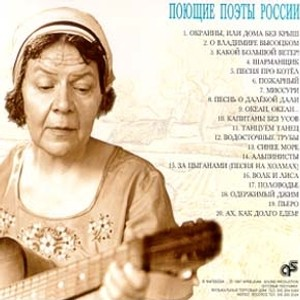 ПОЮЩИЕ ПОЭТЫ РОССИИ
1. ОКРАИНЫ, ИЛИ ДОМА БЕЗ КРЫШ
2. О ВЛАДИМИРЕ ВЫСОЦКОМ
3. КАКОЙ БОЛЬШОЙ ВЕТЕР
4. ШАРМАНЩИК
5. ПЕСНЯ ПРО КОТЁЛ
6. ПОЖАРНЫЙ
7. МИССУРИ
8. ПЕСНЬ О ДАЛЁКОЙ ДАЛИ
9. ОКЕАН, ОКЕАН...
10. КАПИТАНЫ БЕЗ УСОВ
11. ТАНЦУЕМ ТАНЕЦ
12. ВОДОСТОЧНЫЕ ТРУБЫ
13. СИНЕЕ МОРЕ
14. АЛЬПИНИСТЫ
15. ЗА ЦЫГАНАМИ (ПЕСНЯ НА ХОЛМАХ)
16. ВОЛК И ЛИСА
17. ПОЛОВОДЬЕ
18. ОДЕРЖИМЫЙ ДЖИМ
19. ПЬЕРО
20. АХ, КАК ДОЛГО ЕДЕМ!